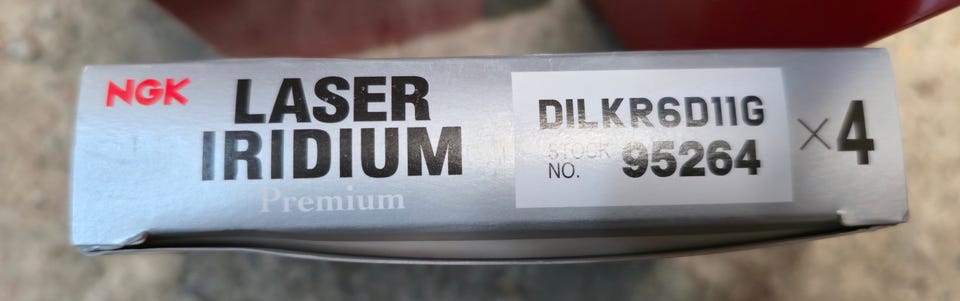 NGK
LASER
IRIDIUM
Premium
DILKR6D11G
STOCK
NO. 95264
×4